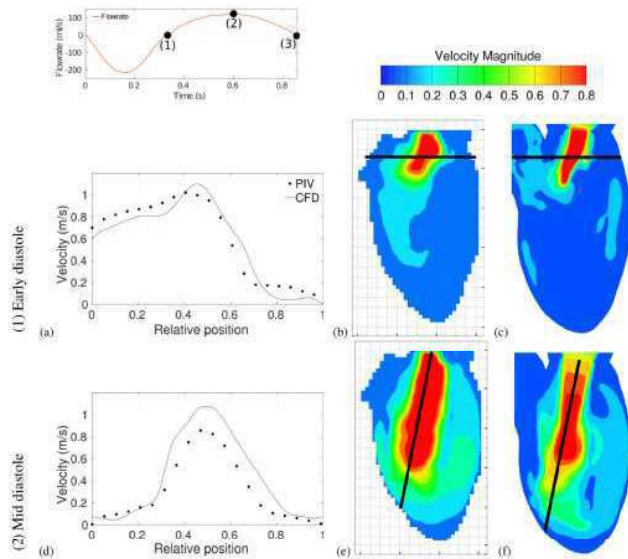 Flowrate
Flowrate (ml/s)
100
0
-100
-200
(1)
(2)
(3)
0
0.2
0.4
0.6
0.8
Time (s)
Velocity Magnitude
0 0.1 0.2 0.3 0.4 0.5 0.6 0.7 0.8
(1) Early diastole
Velocity (m/s)
1
0.8
0.6
0.4
0.2
0
PIV
CFD
0 0.2 0.4 0.6 0.8 1
Relative position
(a)
(b)
(c)
(2) Mid diastole
Velocity (m/s)
1
0.8
0.6
0.4
0.2
0
0 0.2 0.4 0.6 0.8 1
Relative position
(d)
(e)
(f)